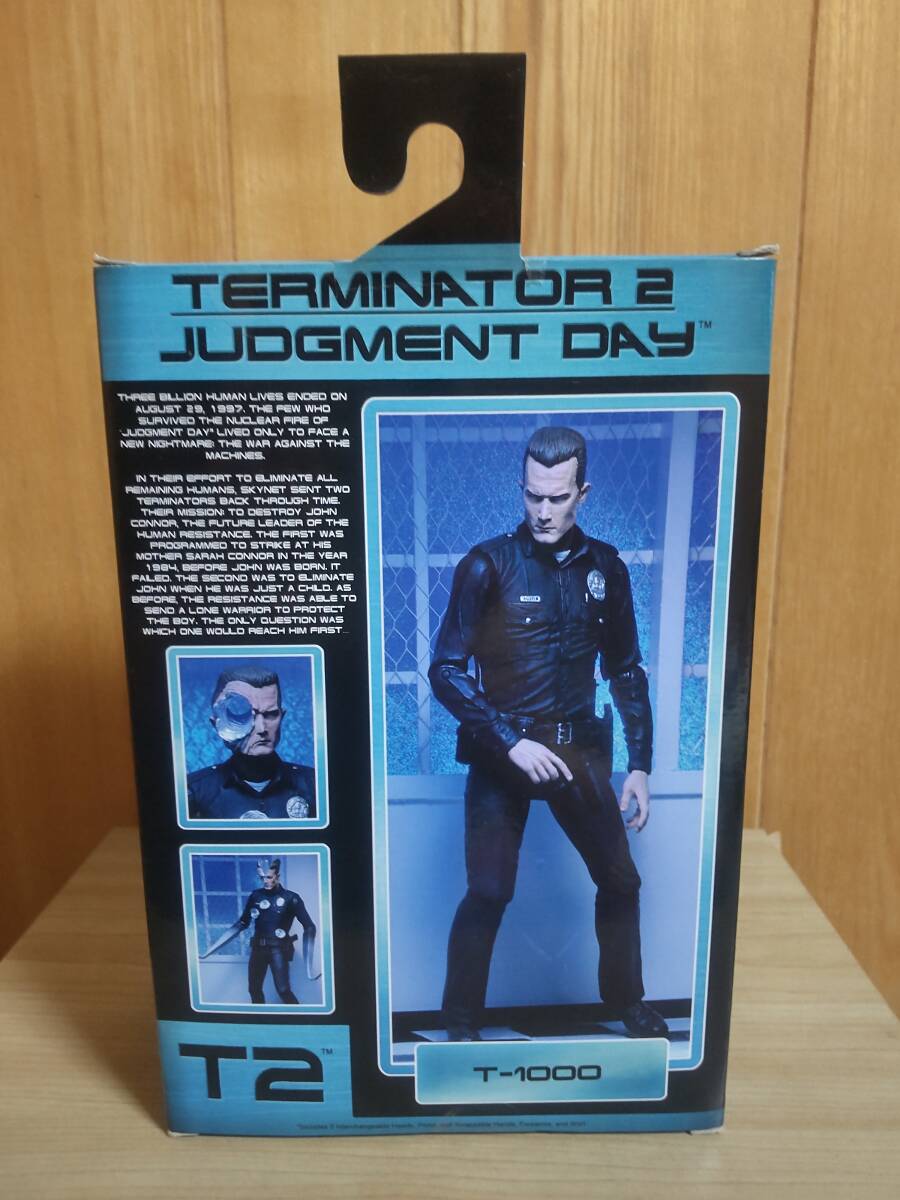 TERMINATOR 2
JUDGMENT DAY™
THREE BILLION HUMAN LIVES ENDED ON
AUGUST 29, 1997. THE FEW WHO
SURVIVED THE NUCLEAR FIRE OF
"JUDGMENT DAY" LIVED ONLY TO FACE A
NEW NIGHTMARE: THE WAR AGAINST THE
MACHINES.
IN THEIR EFFORT TO ELIMINATE ALL
REMAINING HUMANS, SKYNET SENT TWO
TERMINATORS BACK THROUGH TIME.
THEIR MISSION: TO DESTROY JOHN
CONNOR, THE FUTURE LEADER OF THE
HUMAN RESISTANCE. THE FIRST WAS
PROGRAMMED TO STRIKE AT HIS
MOTHER SARAH CONNOR IN THE YEAR
1984, BEFORE JOHN WAS BORN. IT
FAILED. THE SECOND WAS TO ELIMINATE
JOHN WHEN HE WAS JUST A CHILD. AS
BEFORE, THE RESISTANCE WAS ABLE TO
SEND A LONE WARRIOR TO PROTECT
THE BOY. THE ONLY QUESTION WAS
WHICH ONE WOULD REACH HIM FIRST...
T2™
T-1000